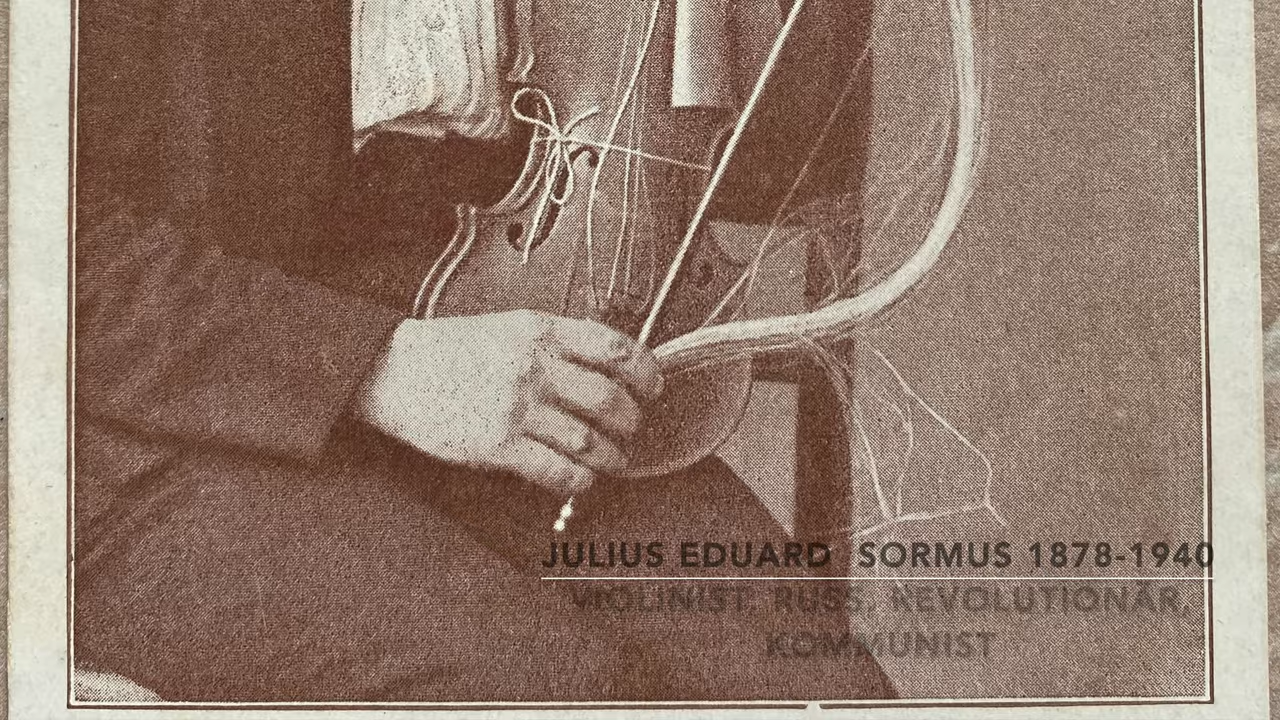 JULIUS EDUARD SORMUS 1878-1940
VIOLINIST, RUSS. REVOLUTIONÄR,
KOMMUNIST